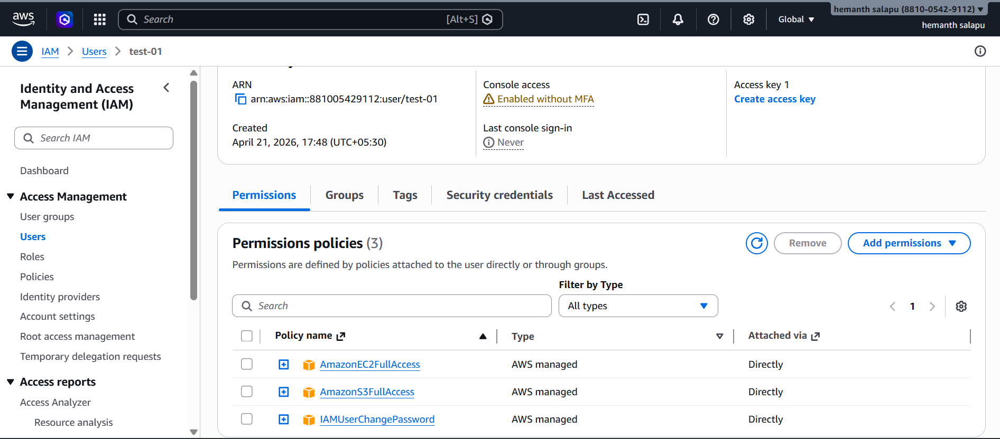 aws
Search
[Alt+S]
Global
hemanth salapu (8810-0542-9112)
hemanth salapu
IAM
Users
test-01
Identity and Access
Management (IAM)
Search IAM
Dashboard
Access Management
User groups
Users
Roles
Policies
Identity providers
Account settings
Root access management
Temporary delegation requests
Access reports
Access Analyzer
Resource analysis
ARN
arn:aws:iam::881005429112:user/test-01
Created
April 21, 2026, 17:48 (UTC+05:30)
Console access
Enabled without MFA
Last console sign-in
Never
Access key 1
Create access key
Permissions
Groups
Tags
Security credentials
Last Accessed
Permissions policies (3)
Remove
Add permissions
Permissions are defined by policies attached to the user directly or through groups.
Filter by Type
Search
All types
1
Policy name Type Attached via
AmazonEC2FullAccess AWS managed Directly
AmazonS3FullAccess AWS managed Directly
IAMUserChangePassword AWS managed Directly